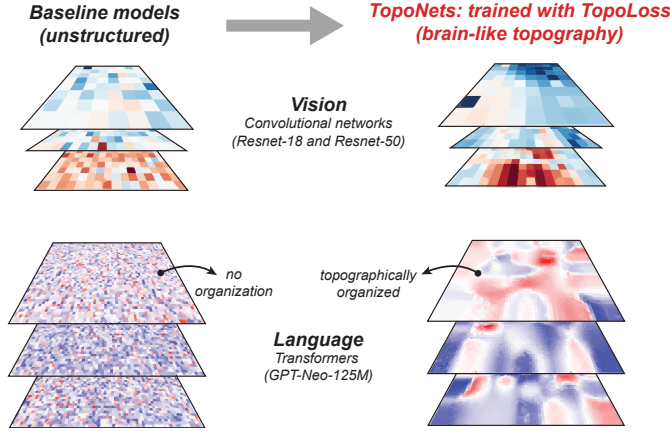 Baseline models
(unstructured)
TopoNets: trained with TopoLoss
(brain-like topography)
Vision
Convolutional networks
(Resnet-18 and Resnet-50)
no
organization
topographically
organized
Language
Transformers
(GPT-Neo-125M)